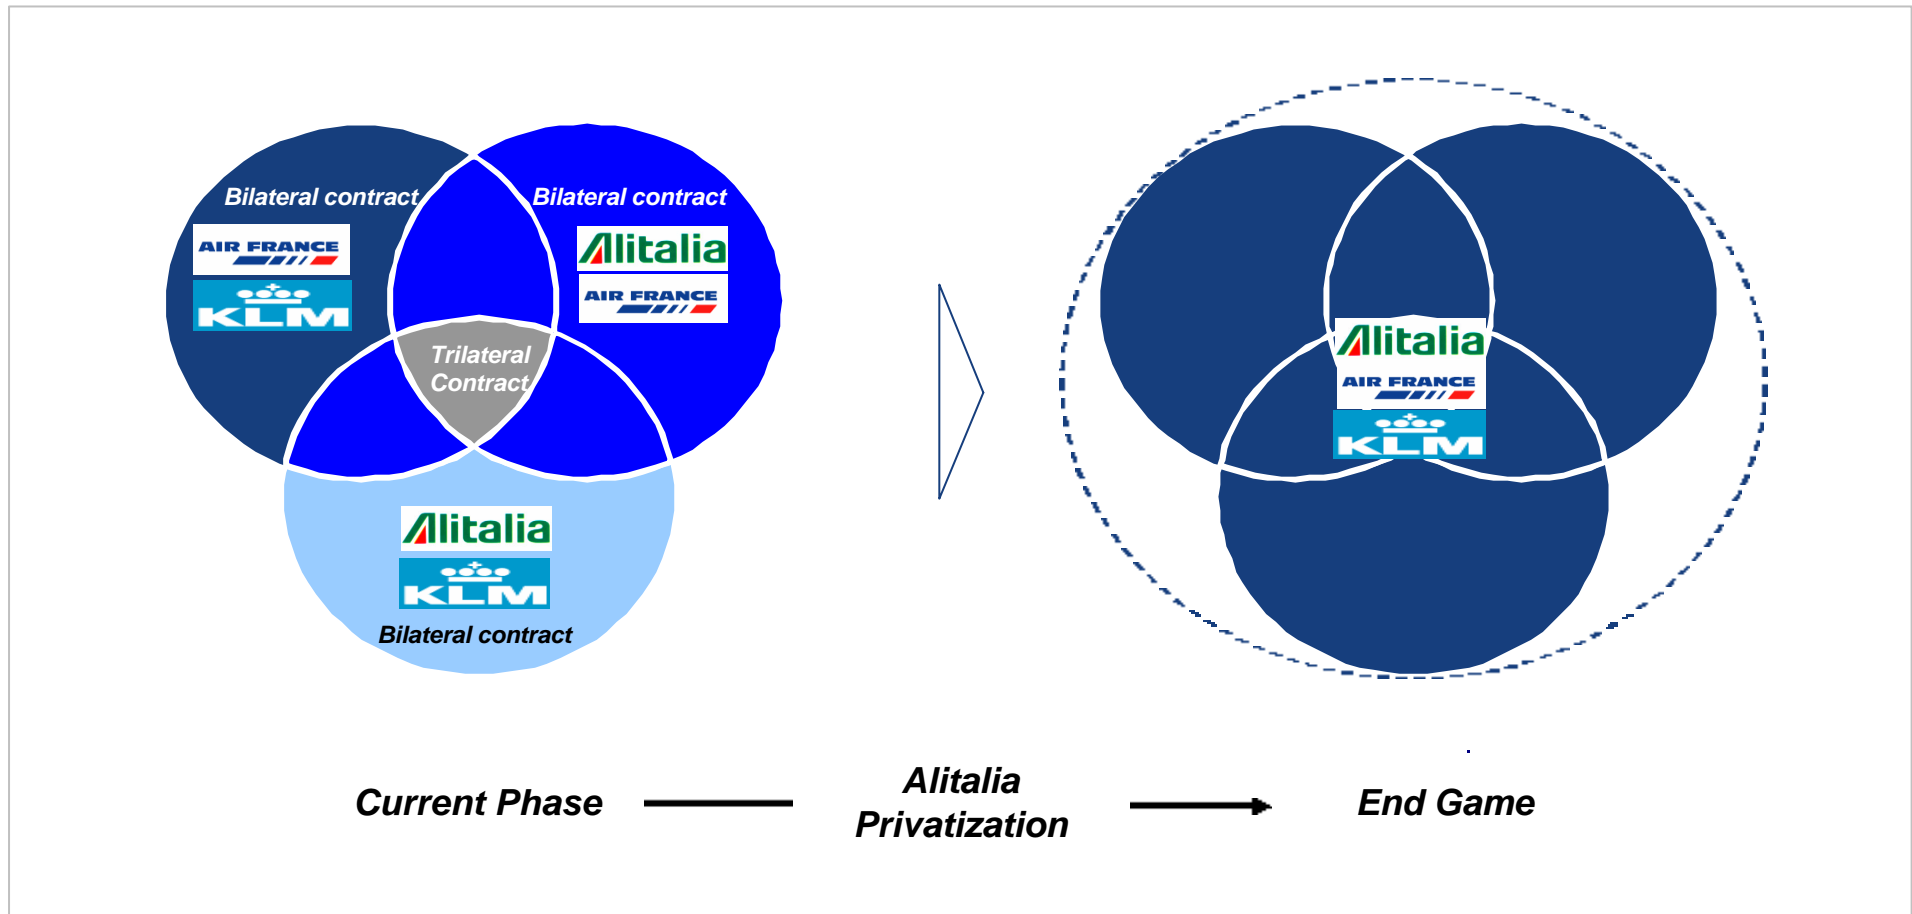 Bilateral contract
AIR FRANCE
KLM
Bilateral contract
Alitalia
AIR FRANCE
Trilateral
Contract
Alitalia
KLM
Bilateral contract
Alitalia
AIR FRANCE
KLM
Current Phase
Alitalia
Privatization
End Game